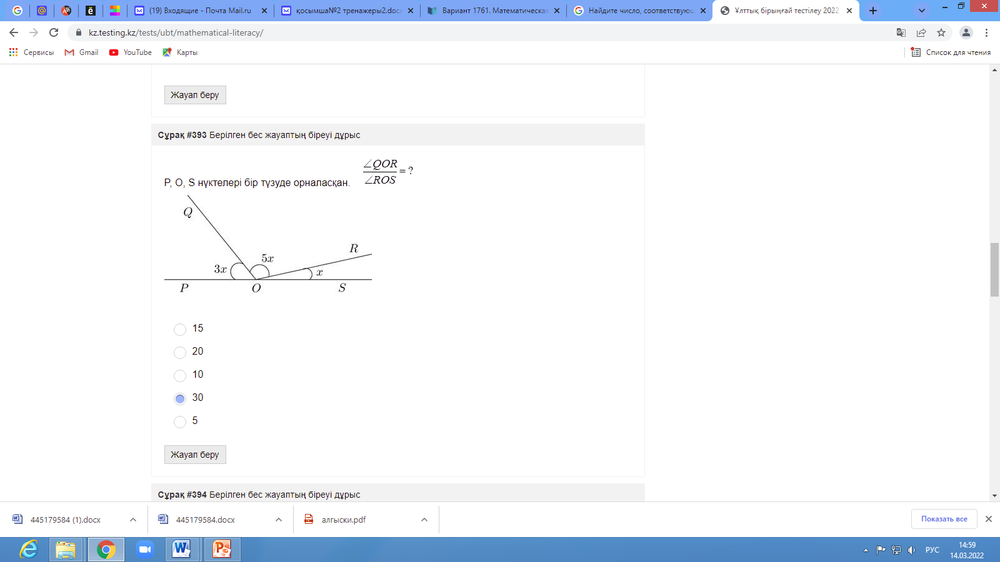 (19) Входящие - Почта Mail.ru
қосымша№2 тренажеры2.docx
Вариант 1761. Математическая
Найдите число, соответствующ
Ұлттық бірыңғай тестілеу 2022
kz.testing.kz/tests/ubt/mathematical-literacy/
Сервисы
Gmail
YouTube
Карты
Список для чтения
Жауап беру
Сұрақ #393 Берілген бес жауаптың біреуі дұрыс
P, O, S нүктелері бір түзуде орналасқан. ∠QOR/∠ROS = ?
Q
R
5x
3x
x
P
O
S
15
20
10
30
5
Жауап беру
Сұрақ #394 Берілген бес жауаптың біреуі дұрыс
445179584 (1).docx
445179584.docx
алгыски.pdf
Показать все
РУС
14:59
14.03.2022